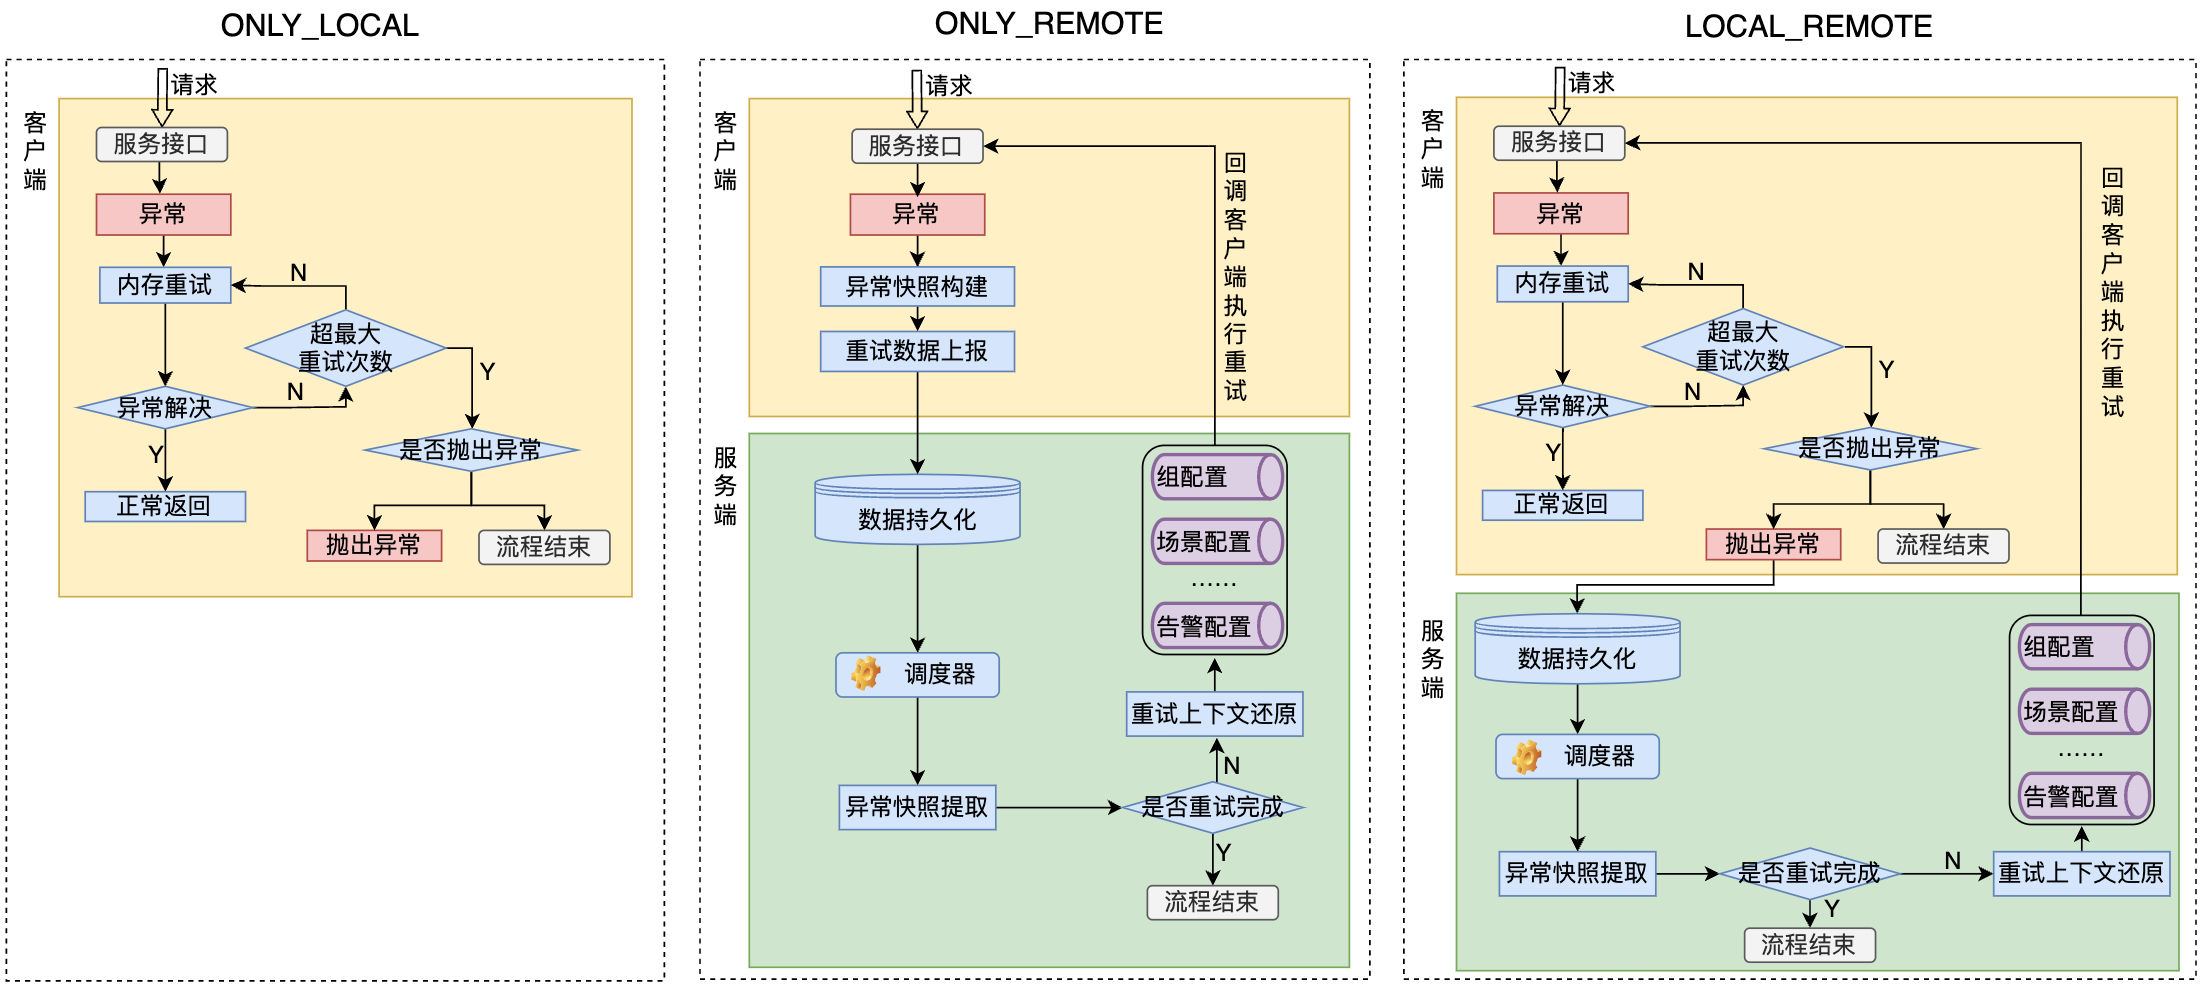 ONLY_LOCAL
请求
客户端
服务接口
异常
内存重试
N
超最大
重试次数
Y
异常解决
N
Y
是否抛出异常
正常返回
抛出异常
流程结束
ONLY_REMOTE
请求
客户端
服务接口
回调客户端执行重试
异常
异常快照构建
重试数据上报
服务端
组配置
数据持久化
场景配置
......
告警配置
调度器
重试上下文还原
N
异常快照提取
是否重试完成
Y
流程结束
LOCAL_REMOTE
请求
客户端
服务接口
回调客户端执行重试
异常
内存重试
N
超最大
重试次数
Y
异常解决
N
Y
是否抛出异常
正常返回
抛出异常
流程结束
服务端
组配置
数据持久化
场景配置
......
调度器
告警配置
异常快照提取
是否重试完成
N
重试上下文还原
Y
流程结束